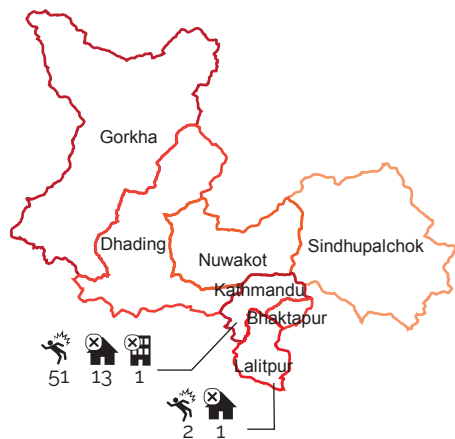 Gorkha
Dhading
Nuwakot
Sindhupalchok
Kathmandu
Bhaktapur
Lalitpur
51 13 1
2 1